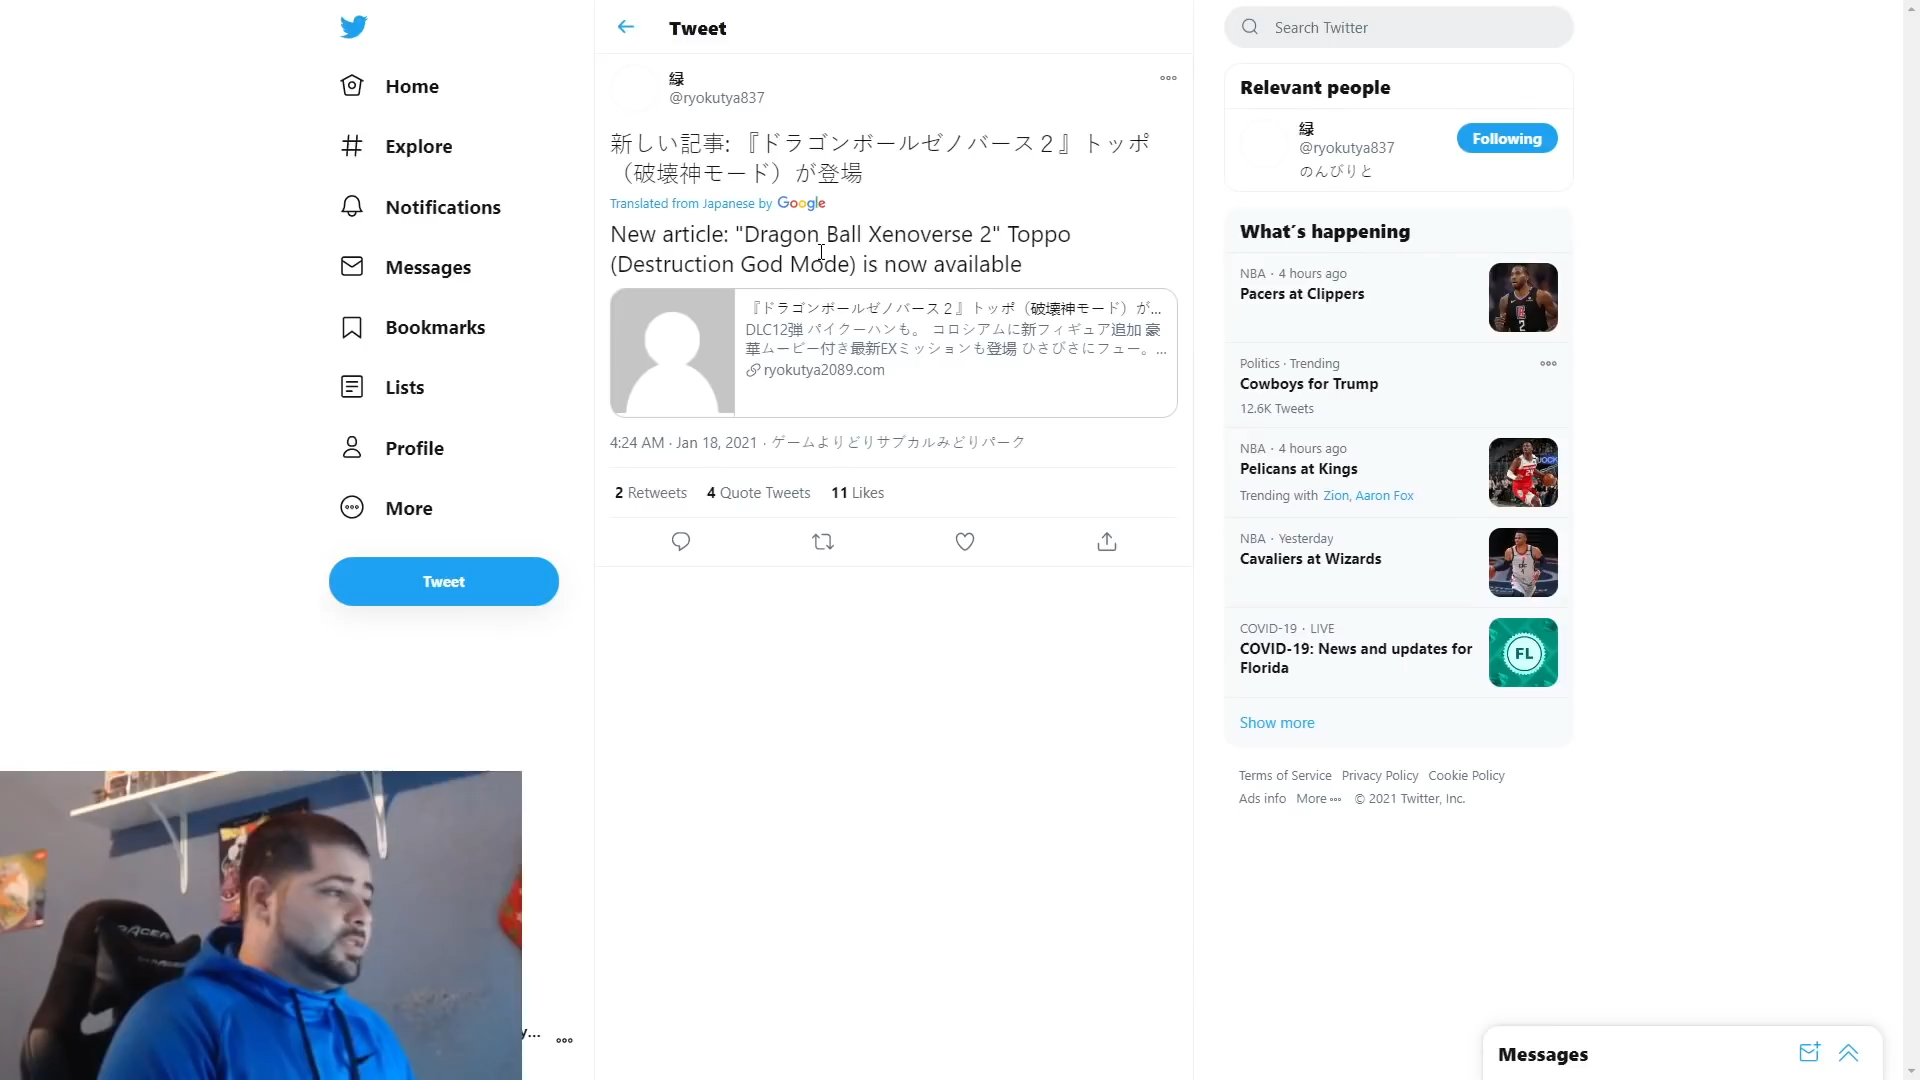 Home
Explore
Notifications
Messages
Bookmarks
Lists
Profile
More
Tweet
Tweet
緑
@ryokutya837
新しい記事: 『ドラゴンボールゼノバース２』トッポ
（破壊神モード）が登場
Translated from Japanese by Google
New article: "Dragon Ball Xenoverse 2" Toppo
(Destruction God Mode) is now available
『ドラゴンボールゼノバース２』トッポ（破壊神モード）が...
DLC12弾 パイクーハンも。 コロシアムに新フィギュア追加 豪
華ムービー付き最新EXミッションも登場 ひさびさにフュー。...
ryokutya2089.com
4:24 AM · Jan 18, 2021 · ゲームよりどりサブカルみどりパーク
2 Retweets 4 Quote Tweets 11 Likes
Search Twitter
Relevant people
緑
@ryokutya837
Following
のんびりと
What's happening
NBA · 4 hours ago
Pacers at Clippers
Politics · Trending
Cowboys for Trump
12.6K Tweets
NBA · 4 hours ago
Pelicans at Kings
Trending with Zion, Aaron Fox
NBA · Yesterday
Cavaliers at Wizards
COVID-19 · LIVE
COVID-19: News and updates for
Florida
FL
Show more
Terms of Service Privacy Policy Cookie Policy
Ads info More © 2021 Twitter, Inc.
y...
Messages